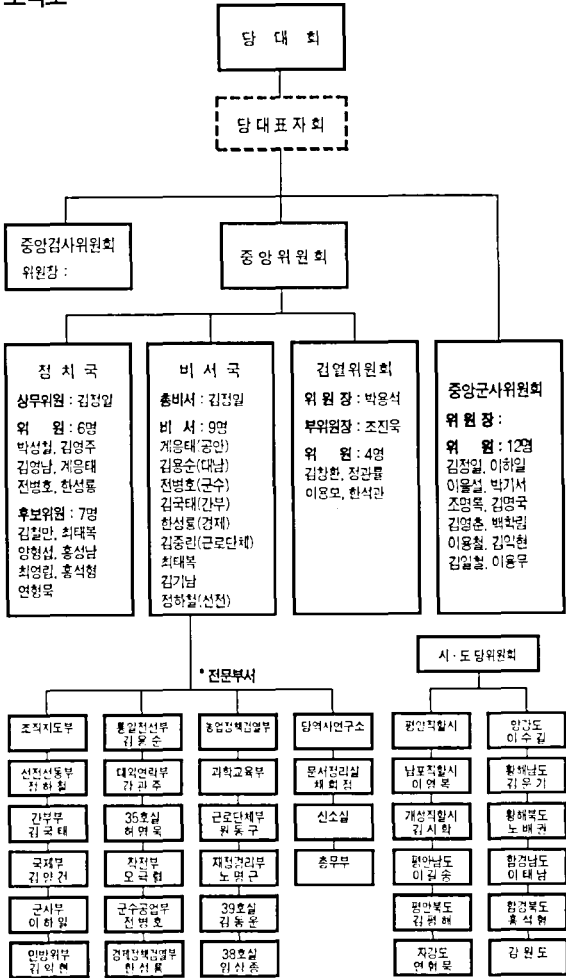 당 대 회
당대표자회
중앙검사위원회
위원장 :
중앙위원회
정 치 국
상무위원 : 김정일
위 원 : 6명
박성철, 김영주
김영남, 계응태
전병호, 한성룡
후보위원 : 7명
김철만, 최태복
양형섭, 홍성남
최영림, 홍석형
연형묵
비 서 국
총비서 : 김정일
비 서 : 9명
계응태(공안)
김용순(대남)
전병호(군수)
김국태(간부)
한성룡(경제)
김중린(근로단체)
최태복
김기남
정하철(선전)
검열위원회
위 원 장 : 박용석
부위원장 : 조진욱
위 원 : 4명
김창환, 정관률
이용모, 한석관
중앙군사위원회
위 원 장 :
위 원 : 12명
김정일, 이하일
이을설, 박기서
조명록, 김명국
김영춘, 백학림
이용철, 김익현
김일철, 이용무
* 전문부서
시·도 당위원회
조직지도부
선전선동부
정하철
간부부
김국태
국제부
김양건
군사부
이하일
민방위부
김익현
통일전선부
김용순
대외연락부
강관주
35호실
허명욱
작전부
오극렬
군수공업부
전병호
경제정책검열부
한성룡
농업정책검열부
과학교육부
근로단체부
원동구
재정경리부
노명근
39호실
김동운
38호실
임상종
당역사연구소
문서정리실
채희정
신소실
총무부
평양직할시
남포직할시
이연복
개성직할시
김시학
평안남도
이길송
평안북도
김평해
자강도
연형묵
양강도
이수길
황해남도
김운기
황해북도
노배권
함경남도
이태남
함경북도
홍석형
강원도